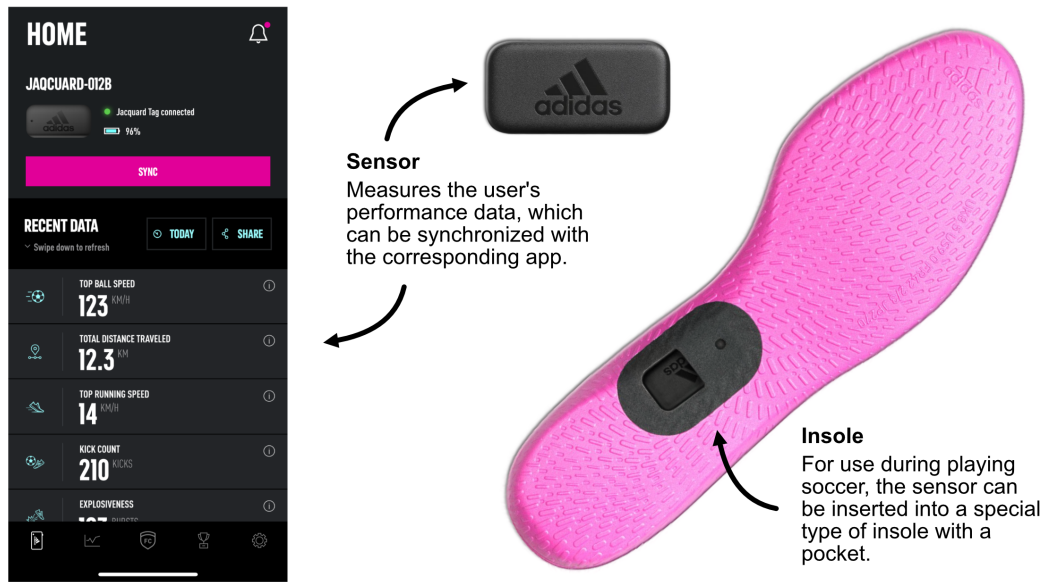 HOME
JAQCUARD-012B
adidas
Jacquard Tag connected
96%
SYNC
RECENT DATA
TODAY
SHARE
Swipe down to refresh
TOP BALL SPEED
123 KM/H
TOTAL DISTANCE TRAVELED
12.3 KM
TOP RUNNING SPEED
14 KM/H
KICK COUNT
210 KICKS
EXPLOSIVENESS
FC
adidas
Sensor
Measures the user's
performance data, which
can be synchronized with
the corresponding app.
adidas
Insole
For use during playing
soccer, the sensor can
be inserted into a special
type of insole with a
pocket.